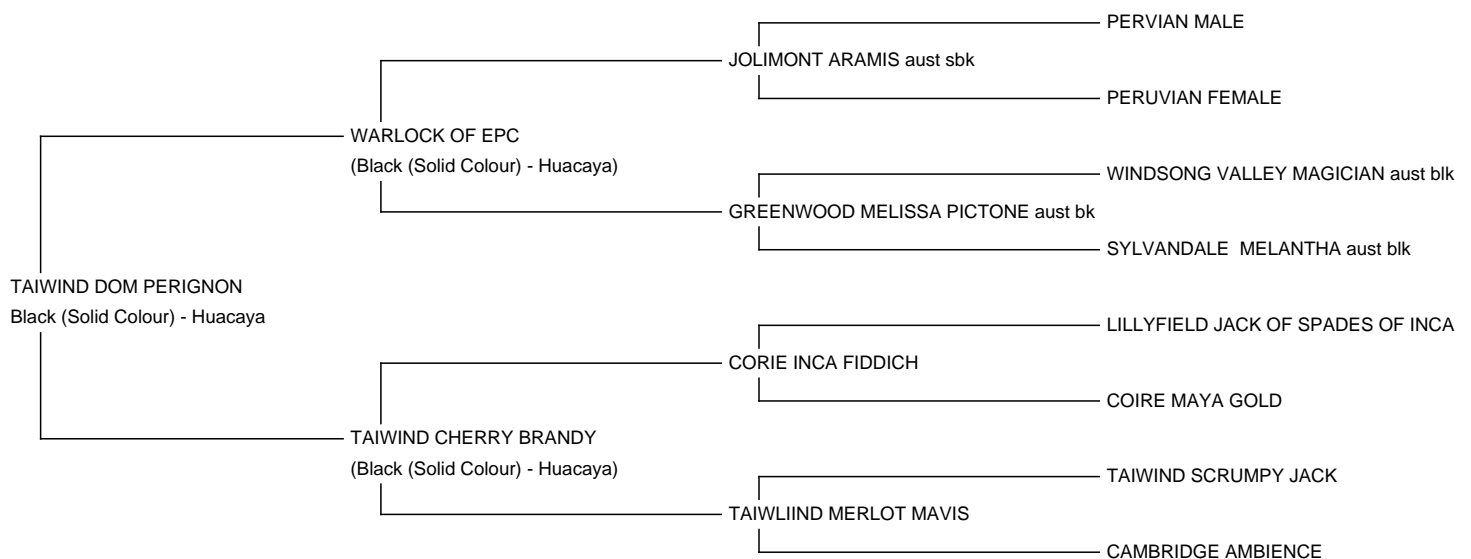 PERVIAN MALE
JOLIMONT ARAMIS aust sbk
PERUVIAN FEMALE
WARLOCK OF EPC
(Black (Solid Colour) - Huacaya)
WINDSONG VALLEY MAGICIAN aust blk
GREENWOOD MELISSA PICTONE aust bk
SYLVANDALE  MELANTHA aust blk
TAIWIND DOM PERIGNON
Black (Solid Colour) - Huacaya
LILLYFIELD JACK OF SPADES OF INCA
CORIE INCA FIDDICH
COIRE MAYA GOLD
TAIWIND CHERRY BRANDY
(Black (Solid Colour) - Huacaya)
TAIWIND SCRUMPY JACK
TAIWLIIND MERLOT MAVIS
CAMBRIDGE AMBIENCE